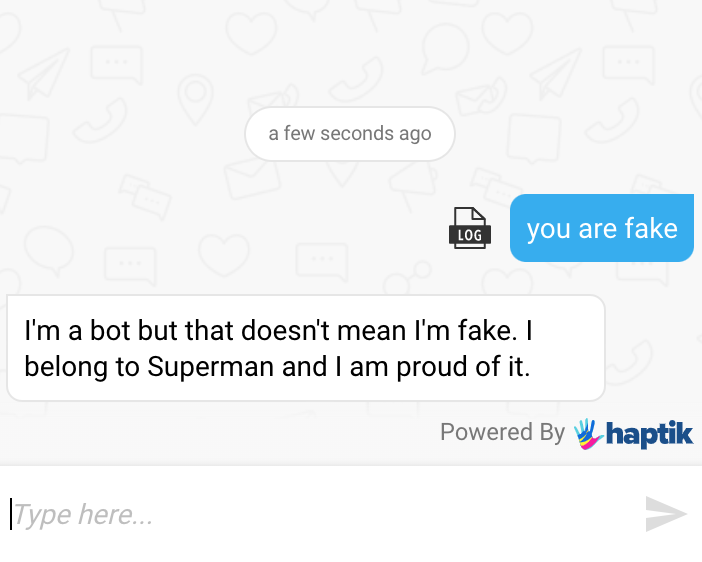 a few seconds ago
LOG
you are fake
I'm a bot but that doesn't mean I'm fake. I
belong to Superman and I am proud of it.
Powered By haptik
Type here...